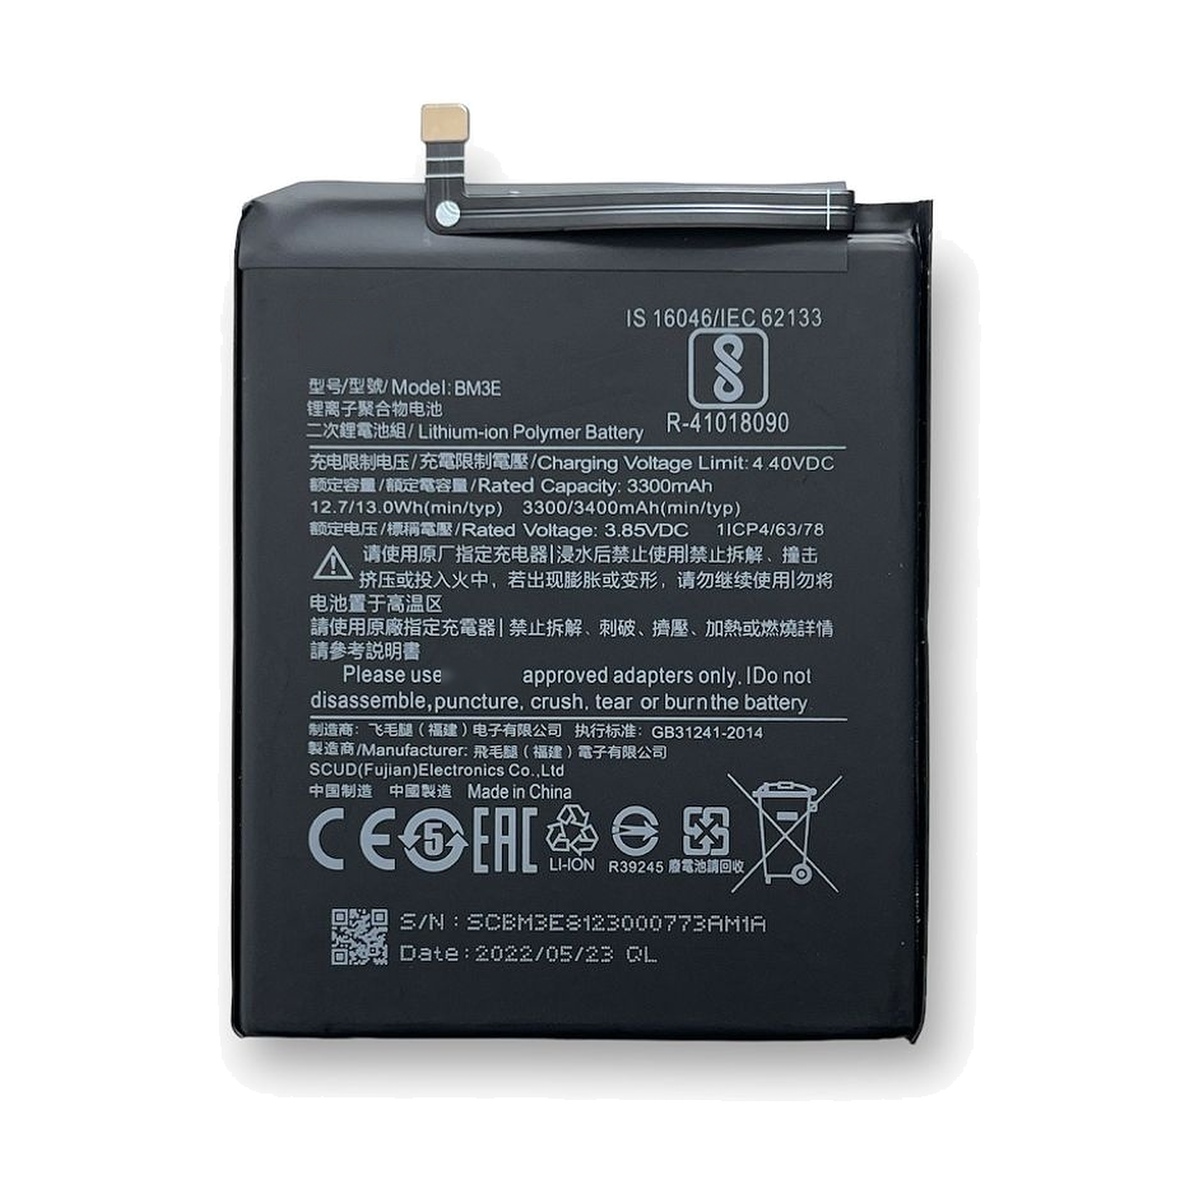 IS 16046/IEC 62133
R-41018090
型号/型號/Model: BM3E
锂离子聚合物电池
二次鋰電池組/Lithium-ion Polymer Battery
充电限制电压/充電限制電壓/Charging Voltage Limit: 4.40VDC
额定容量/額定電容量/Rated Capacity: 3300mAh
12.7/13.0Wh(min/typ) 3300/3400mAh(min/typ)
额定电压/標稱電壓/Rated Voltage: 3.85VDC 1ICP4/63/78
请使用原厂指定充电器|浸水后禁止使用|禁止拆解、撞击
挤压或投入火中，若出现膨胀或变形，请勿继续使用|勿将
电池置于高温区
請使用原廠指定充電器|禁止拆解、刺破、擠壓、加熱或燃燒詳情
請參考説明書
Please use approved adapters only. |Do not
disassemble,puncture, crush, tear or burn the battery
制造商: 飞毛腿（福建）电子有限公司 执行标准: GB31241-2014
製造商/Manufacturer: 飛毛腿（福建）電子有限公司
SCUD(Fujian)Electronics Co.,Ltd
中国制造 中國製造 Made in China
CE 5 EAC
LI-ION R39245 廢電池請回收
S/N : SCBM3E8123000773AM1A
Date:2022/05/23 QL